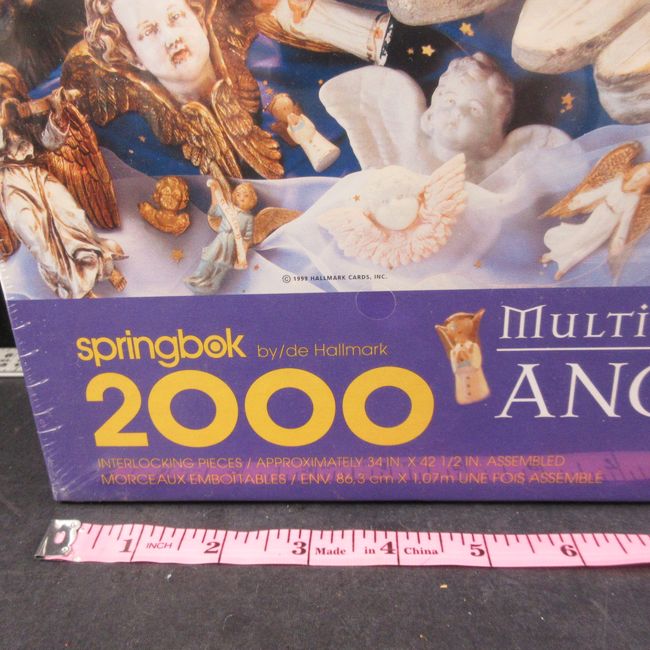 © 1998 HALLMARK CARDS, INC.
springbok by/de Hallmark
2000
INTERLOCKING PIECES / APPROXIMATELY 34 IN. X 42 1/2 IN. ASSEMBLED
MORCEAUX EMBOÎTABLES / ENV. 86,3 cm X 1,07m UNE FOIS ASSEMBLÉ
MULTI
ANG
1 INCH 2 3 Made in 4 China 5 6